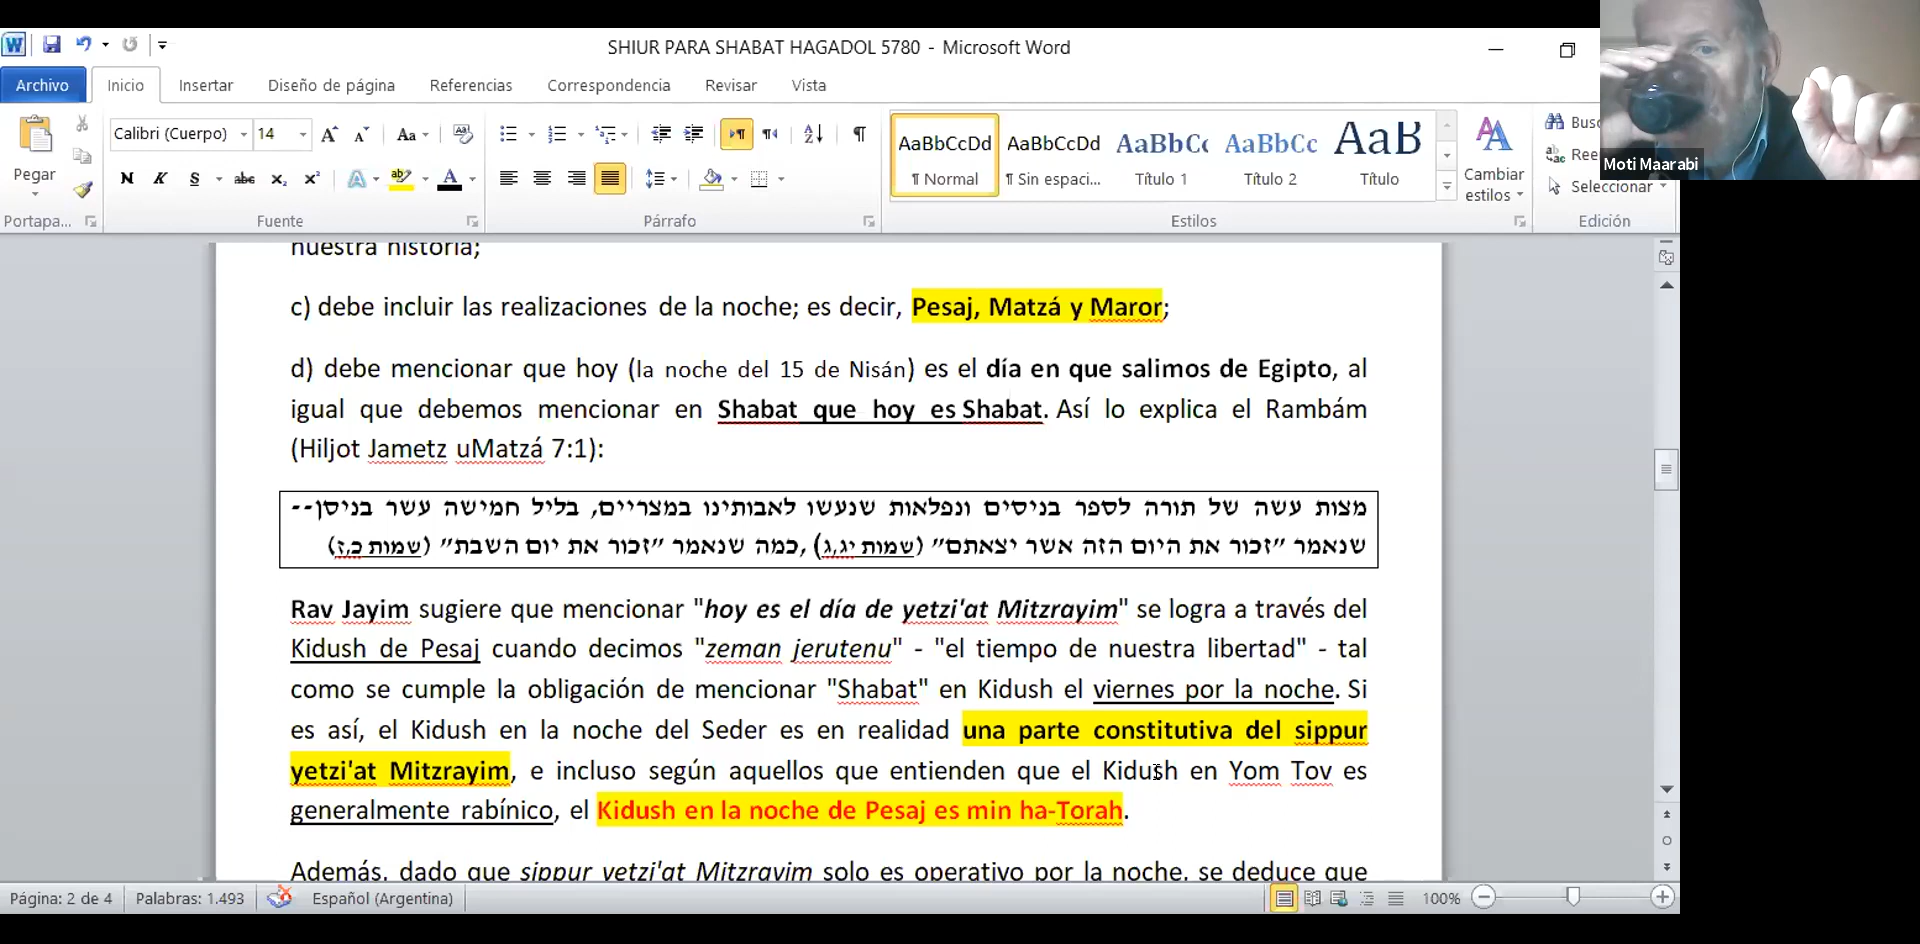 SHIUR PARA SHABAT HAGADOL 5780 - Microsoft Word
Archivo Inicio Insertar Diseño de página Referencias Correspondencia Revisar Vista
Calibri (Cuerpo) 14
AaBbCcDd AaBbCcDd AaBbCc AaBbCc AaB
Pegar
N K S abc x₂ x²
¶ Normal ¶ Sin espaci... Título 1 Título 2 Título
Cambiar estilos
Seleccionar
Moti Maarabi
Portapa... Fuente Párrafo Estilos Edición
nuestra historia;
c) debe incluir las realizaciones de la noche; es decir, Pesaj, Matzá y Maror;
d) debe mencionar que hoy (la noche del 15 de Nisán) es el día en que salimos de Egipto, al
igual que debemos mencionar en Shabat que hoy es Shabat. Así lo explica el Rambám
(Hiljot Jametz uMatzá 7:1):
מצות עשה של תורה לספר בניסים ונפלאות שנעשו לאבותינו במצריים, בליל חמישה עשר בניסן--
שנאמר "זכור את היום הזה אשר יצאתם" (שמות יג,ג), כמה שנאמר "זכור את יום השבת" (שמות כ,ז)
Rav Jayim sugiere que mencionar "hoy es el día de yetzi'at Mitzrayim" se logra a través del
Kidush de Pesaj cuando decimos "zeman jerutenu" - "el tiempo de nuestra libertad" - tal
como se cumple la obligación de mencionar "Shabat" en Kidush el viernes por la noche. Si
es así, el Kidush en la noche del Seder es en realidad una parte constitutiva del sippur
yetzi'at Mitzrayim, e incluso según aquellos que entienden que el Kidush en Yom Tov es
generalmente rabínico, el Kidush en la noche de Pesaj es min ha-Torah.
Además, dado que sippur yetzi'at Mitzrayim solo es operativo por la noche, se deduce que
Página: 2 de 4 Palabras: 1.493 Español (Argentina) 100%